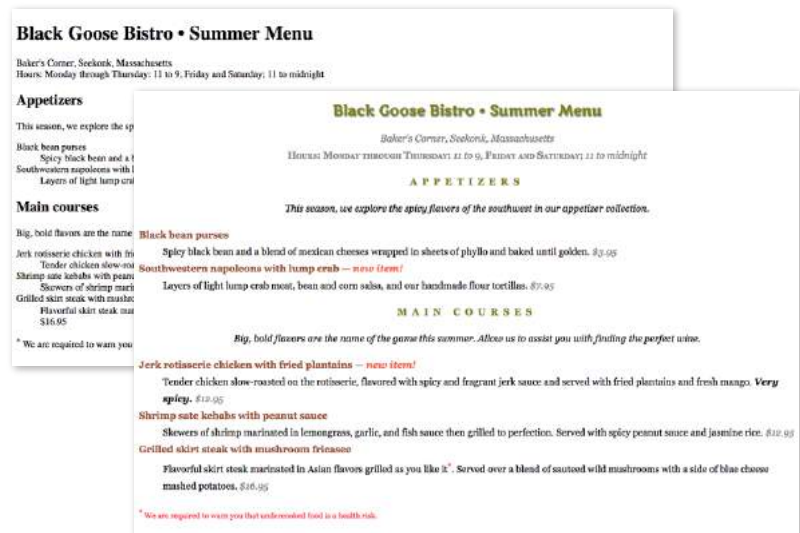 Black Goose Bistro • Summer Menu
Baker's Corner, Seekonk, Massachusetts
Hours: Monday through Thursday: 11 to 9, Friday and Saturday; 11 to midnight
Appetizers
This season, we explore the sp
Black bean purses
Spicy black bean and a b
Southwestern napoleons with l
Layers of light lump cra
Main courses
Big, bold flavors are the name
Jerk rotisserie chicken with fri
Tender chicken slow-roa
Shrimp sate kebabs with peanu
Skewers of shrimp marin
Grilled skirt steak with mushro
Flavorful skirt steak mar
$16.95
* We are required to warn you
Black Goose Bistro • Summer Menu
Baker's Corner, Seekonk, Massachusetts
Hours: Monday through Thursday: 11 to 9, Friday and Saturday; 11 to midnight
APPETIZERS
This season, we explore the spicy flavors of the southwest in our appetizer collection.
Black bean purses
Spicy black bean and a blend of mexican cheeses wrapped in sheets of phyllo and baked until golden. $3.95
Southwestern napoleons with lump crab — new item!
Layers of light lump crab meat, bean and corn salsa, and our handmade flour tortillas. $7.95
MAIN COURSES
Big, bold flavors are the name of the game this summer. Allow us to assist you with finding the perfect wine.
Jerk rotisserie chicken with fried plantains — new item!
Tender chicken slow-roasted on the rotisserie, flavored with spicy and fragrant jerk sauce and served with fried plantains and fresh mango. Very
spicy. $12.95
Shrimp sate kebabs with peanut sauce
Skewers of shrimp marinated in lemongrass, garlic, and fish sauce then grilled to perfection. Served with spicy peanut sauce and jasmine rice. $12.95
Grilled skirt steak with mushroom fricasee
Flavorful skirt steak marinated in Asian flavors grilled as you like it*. Served over a blend of sauteed wild mushrooms with a side of blue cheese
mashed potatoes. $16.95
* We are required to warn you that undercooked food is a health risk.